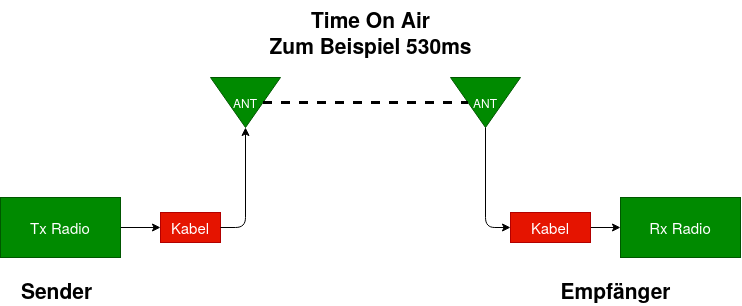 Time On Air
Zum Beispiel 530ms
ANT
ANT
Tx Radio
Kabel
Kabel
Rx Radio
Sender
Empfänger